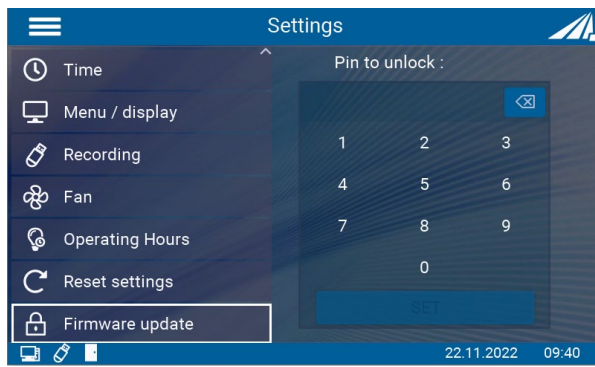 Settings
Time
Menu / display
Recording
Fan
Operating Hours
Reset settings
Firmware update
Pin to unlock :
1 2 3
4 5 6
7 8 9
0
SET
22.11.2022 09:40